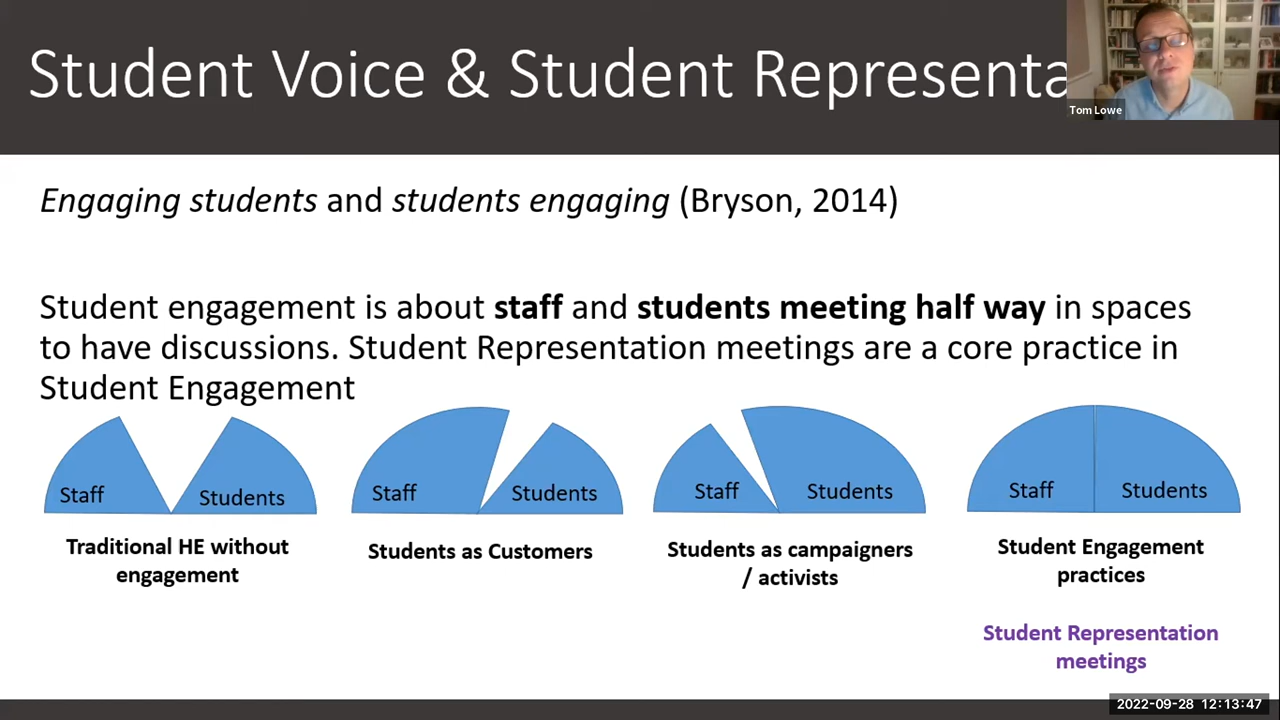 Student Voice & Student Representa
Tom Lowe
Engaging students and students engaging (Bryson, 2014)
Student engagement is about staff and students meeting half way in spaces
to have discussions. Student Representation meetings are a core practice in
Student Engagement
Staff
Students
Traditional HE without
engagement
Staff
Students
Students as Customers
Staff
Students
Students as campaigners
/ activists
Staff
Students
Student Engagement
practices
Student Representation
meetings
2022-09-28 12:13:47